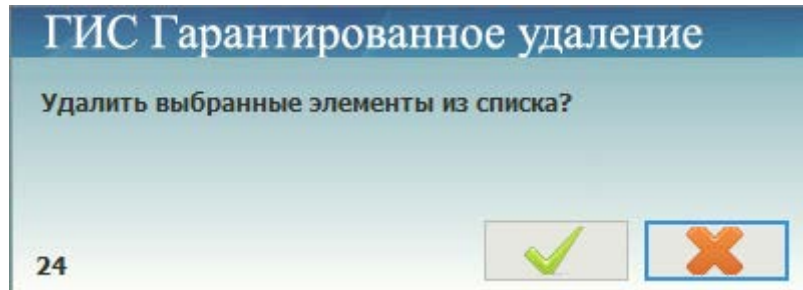 ГИС Гарантированное удаление
Удалить выбранные элементы из списка?
24